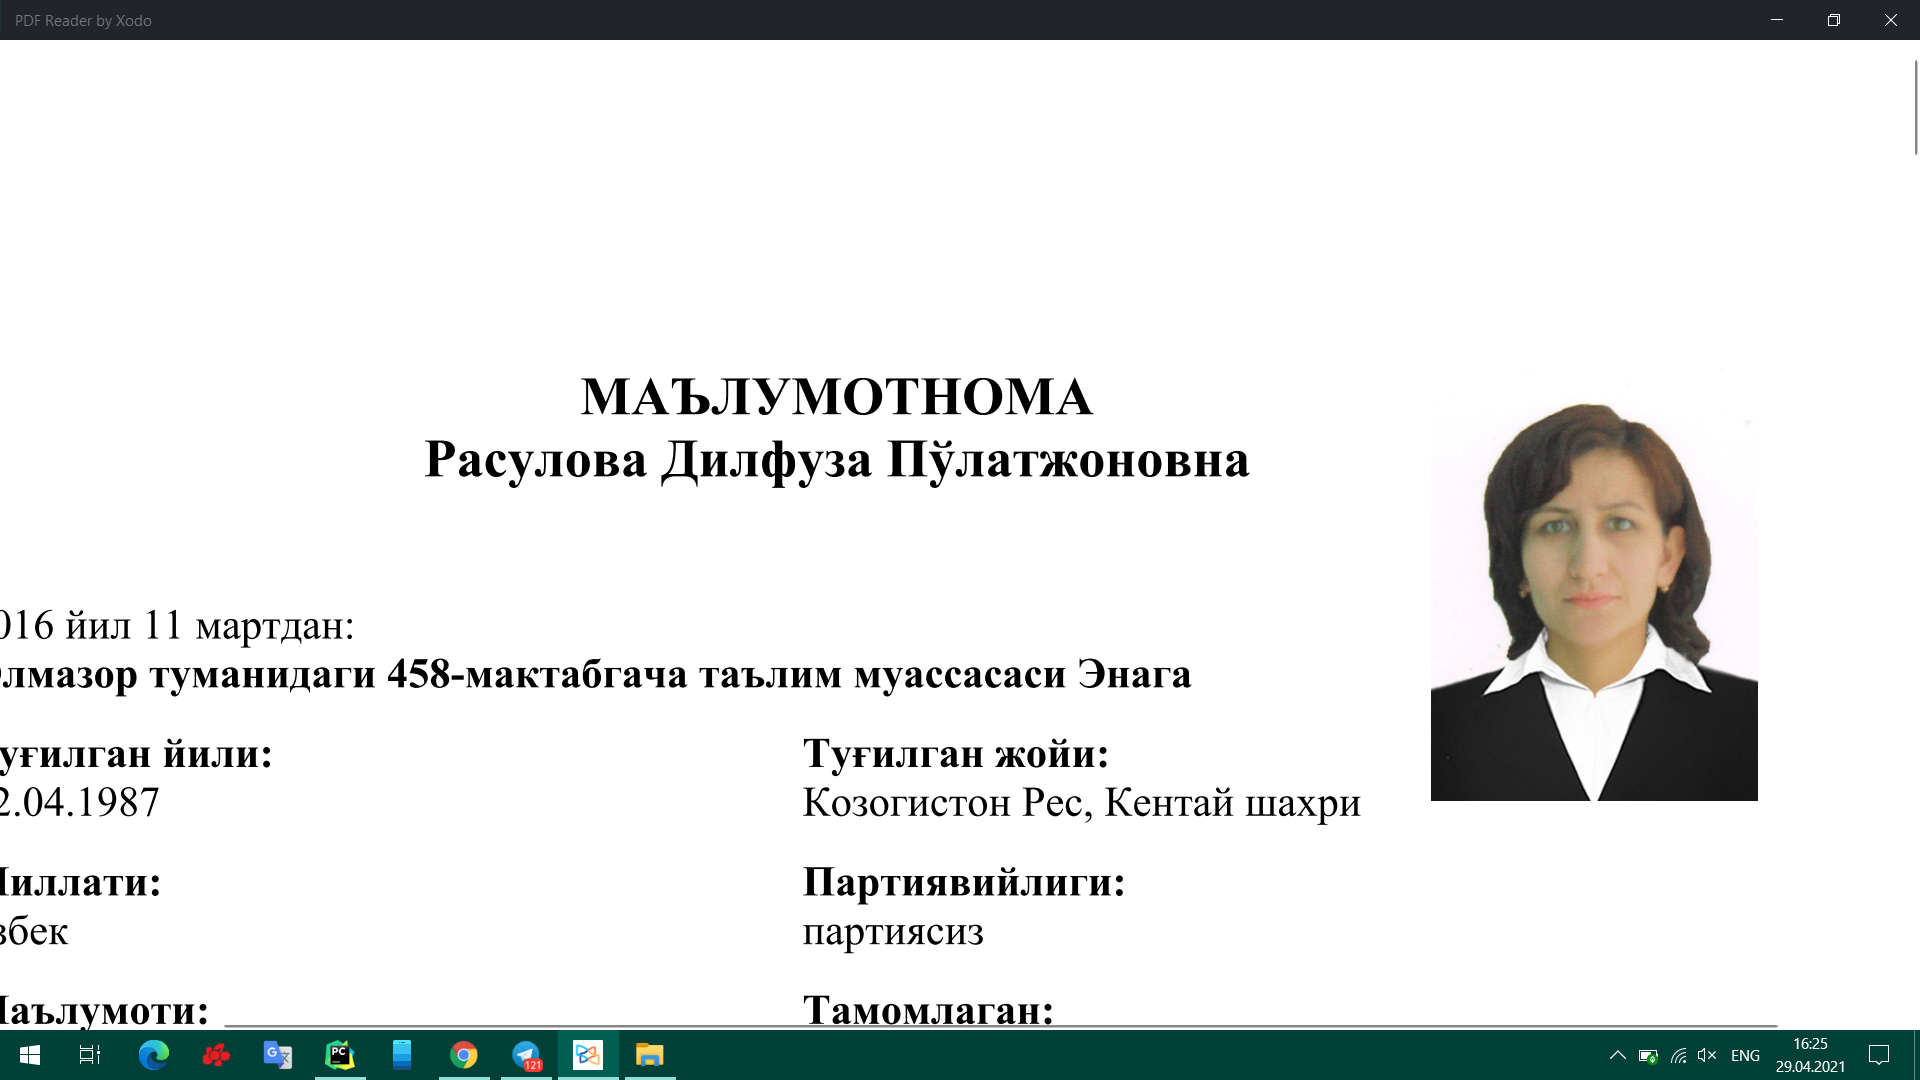 PDF Reader by Xodo
МАЪЛУМОТНОМА
Расулова Дилфуза Пўлатжоновна
016 йил 11 мартдан:
лмазор туманидаги 458-мактабгача таълим муассасаси Энага
уғилган йили:
Туғилган жойи:
2.04.1987
Козогистон Рес, Кентай шахри
иллати:
Партиявийлиги:
збек
партиясиз
аълумоти:
Тамомлаган:
PC
121
ENG
16:25
29.04.2021